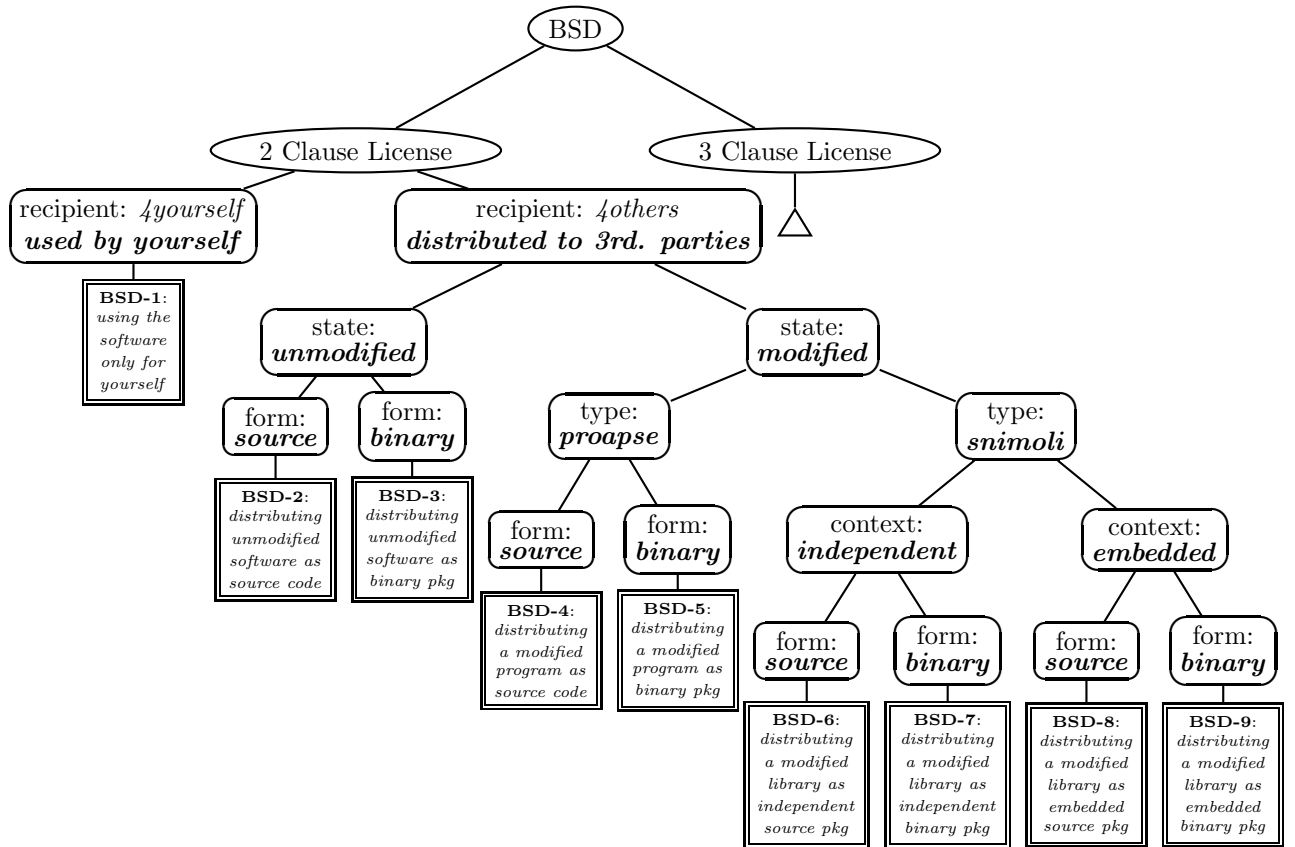 BSD
2 Clause License
3 Clause License
recipient: 4yourself
used by yourself
recipient: 4others
distributed to 3rd. parties
BSD-1:
using the
software
only for
yourself
state:
unmodified
state:
modified
form:
source
form:
binary
type:
proapse
type:
snimoli
BSD-2:
distributing
unmodified
software as
source code
BSD-3:
distributing
unmodified
software as
binary pkg
form:
source
form:
binary
context:
independent
context:
embedded
BSD-4:
distributing
a modified
program as
source code
BSD-5:
distributing
a modified
program as
binary pkg
form:
source
form:
binary
form:
source
form:
binary
BSD-6:
distributing
a modified
library as
independent
source pkg
BSD-7:
distributing
a modified
library as
independent
binary pkg
BSD-8:
distributing
a modified
library as
embedded
source pkg
BSD-9:
distributing
a modified
library as
embedded
binary pkg